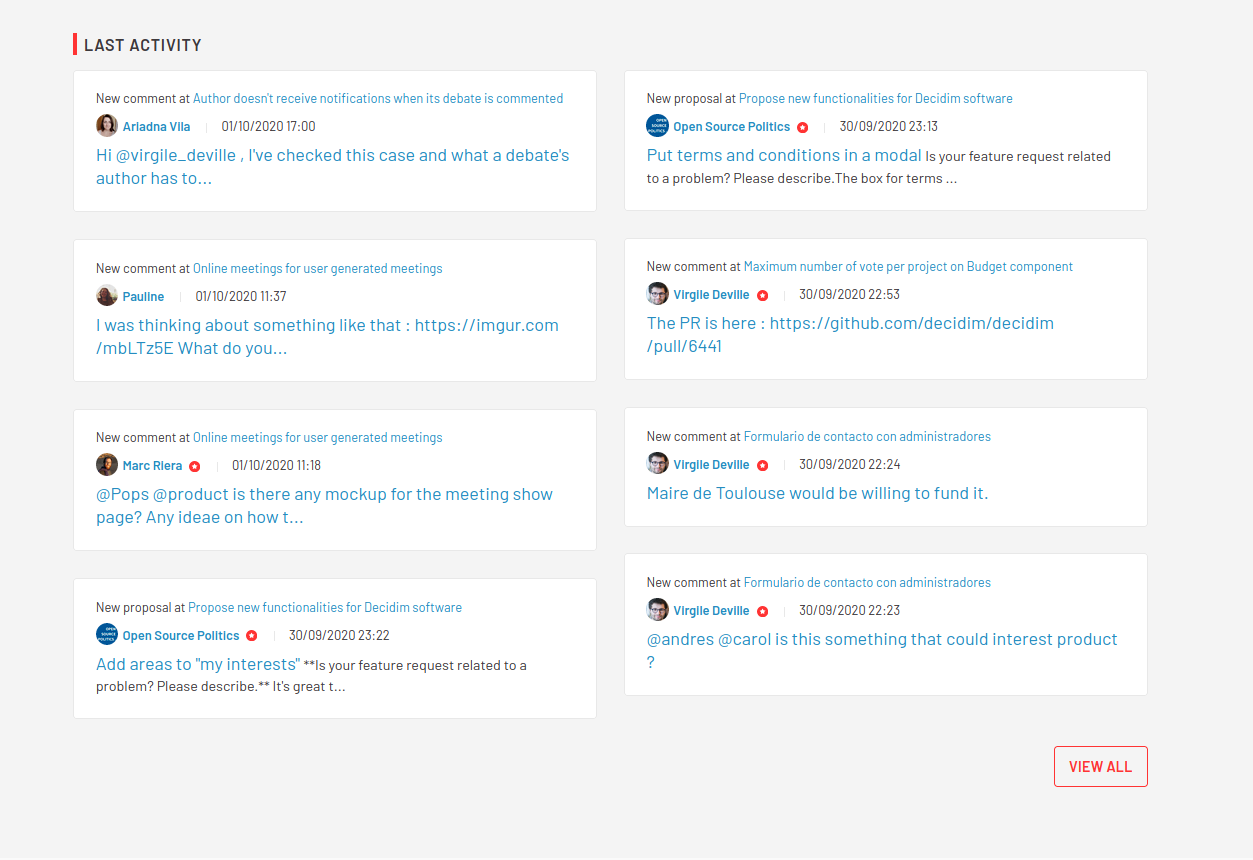 LAST ACTIVITY
New comment at Author doesn't receive notifications when its debate is commented
Ariadna Vila 01/10/2020 17:00
Hi @virgile_deville , I've checked this case and what a debate's
author has to...
New comment at Online meetings for user generated meetings
Pauline 01/10/2020 11:37
I was thinking about something like that : https://imgur.com
/mbLTz5E What do you...
New comment at Online meetings for user generated meetings
Marc Riera 01/10/2020 11:18
@Pops @product is there any mockup for the meeting show
page? Any ideae on how t...
New proposal at Propose new functionalities for Decidim software
OPEN
SOURCE
POLITICS
Open Source Politics 30/09/2020 23:22
Add areas to "my interests" **Is your feature request related to a
problem? Please describe.** It's great t...
New proposal at Propose new functionalities for Decidim software
OPEN
SOURCE
POLITICS
Open Source Politics 30/09/2020 23:13
Put terms and conditions in a modal Is your feature request related
to a problem? Please describe.The box for terms ...
New comment at Maximum number of vote per project on Budget component
Virgile Deville 30/09/2020 22:53
The PR is here : https://github.com/decidim/decidim
/pull/6441
New comment at Formulario de contacto con administradores
Virgile Deville 30/09/2020 22:24
Maire de Toulouse would be willing to fund it.
New comment at Formulario de contacto con administradores
Virgile Deville 30/09/2020 22:23
@andres @carol is this something that could interest product
?
VIEW ALL